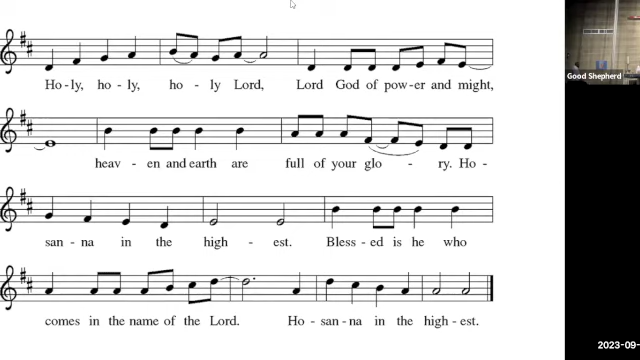 Ho - ly, ho - ly, ho - ly Lord, Lord God of pow - er and might,
heav - en and earth are full of your glo - ry. Ho -
san - na in the high - est. Bless - ed is he who
comes in the name of the Lord. Ho - san - na in the high - est.
Good Shepherd
2023-09-